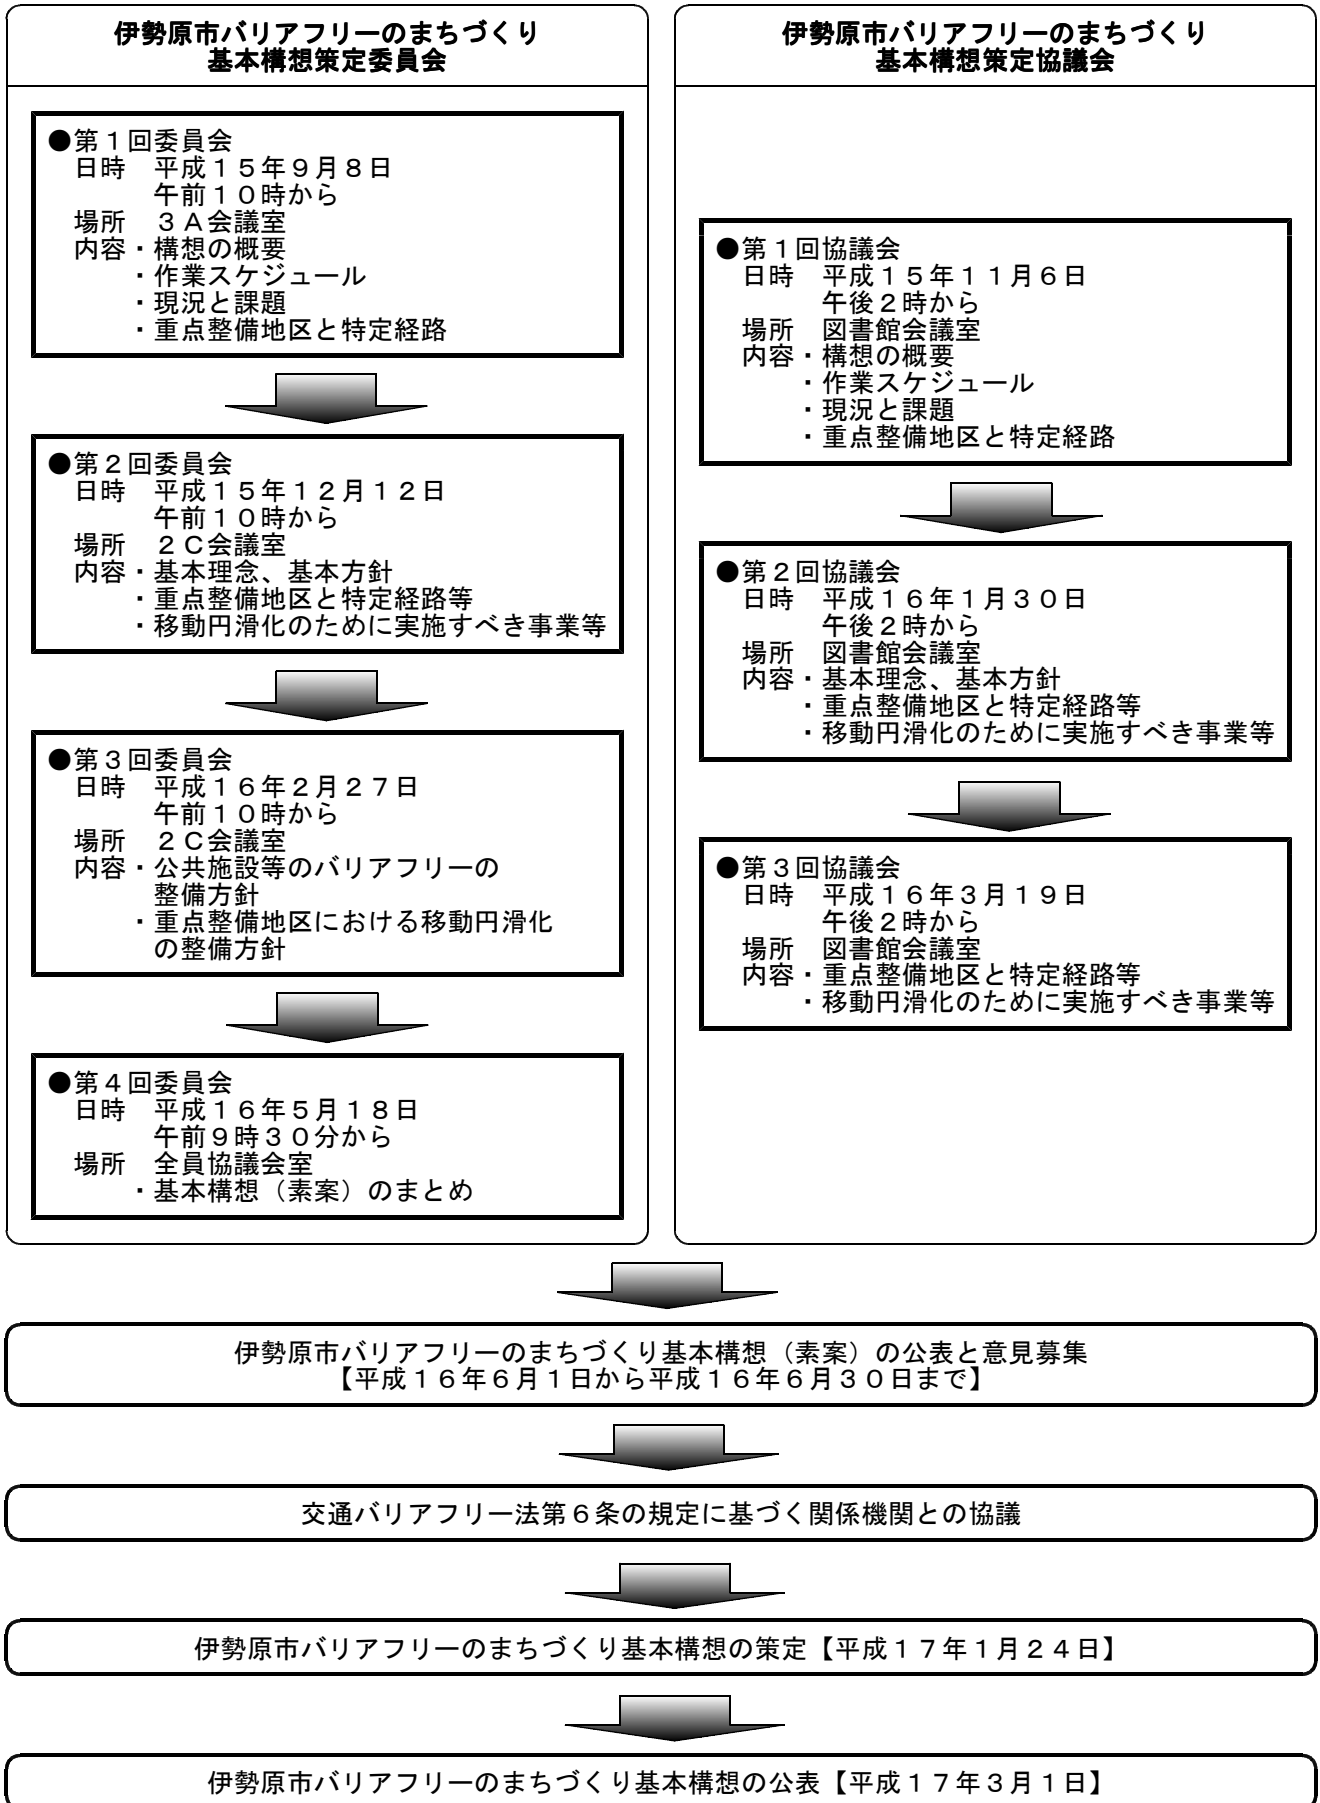 伊勢原市バリアフリーのまちづくり
基本構想策定委員会
●第１回委員会
日時　平成１５年９月８日
午前１０時から
場所　３Ａ会議室
内容・構想の概要
・作業スケジュール
・現況と課題
・重点整備地区と特定経路
●第２回委員会
日時　平成１５年１２月１２日
午前１０時から
場所　２Ｃ会議室
内容・基本理念、基本方針
・重点整備地区と特定経路等
・移動円滑化のために実施すべき事業等
●第３回委員会
日時　平成１６年２月２７日
午前１０時から
場所　２Ｃ会議室
内容・公共施設等のバリアフリーの
整備方針
・重点整備地区における移動円滑化
の整備方針
●第４回委員会
日時　平成１６年５月１８日
午前９時３０分から
場所　全員協議会室
・基本構想（素案）のまとめ
伊勢原市バリアフリーのまちづくり
基本構想策定協議会
●第１回協議会
日時　平成１５年１１月６日
午後２時から
場所　図書館会議室
内容・構想の概要
・作業スケジュール
・現況と課題
・重点整備地区と特定経路
●第２回協議会
日時　平成１６年１月３０日
午後２時から
場所　図書館会議室
内容・基本理念、基本方針
・重点整備地区と特定経路等
・移動円滑化のために実施すべき事業等
●第３回協議会
日時　平成１６年３月１９日
午後２時から
場所　図書館会議室
内容・重点整備地区と特定経路等
・移動円滑化のために実施すべき事業等
伊勢原市バリアフリーのまちづくり基本構想（素案）の公表と意見募集
【平成１６年６月１日から平成１６年６月３０日まで】
交通バリアフリー法第６条の規定に基づく関係機関との協議
伊勢原市バリアフリーのまちづくり基本構想の策定【平成１７年１月２４日】
伊勢原市バリアフリーのまちづくり基本構想の公表【平成１７年３月１日】